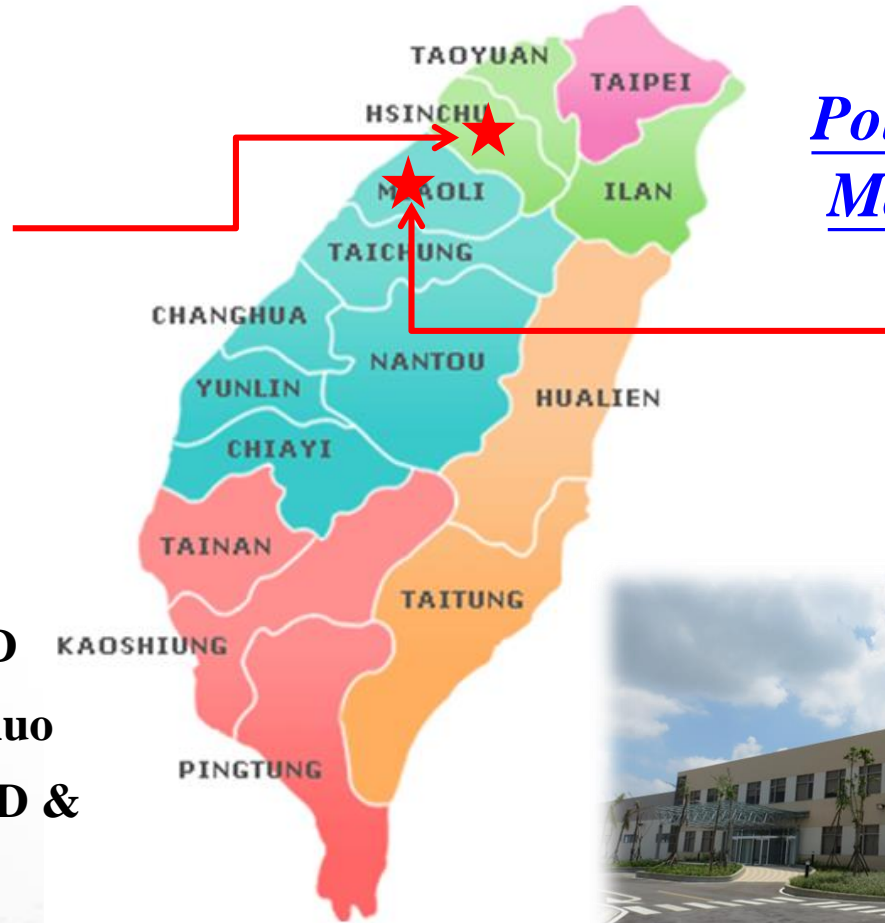 TAOYUAN
TAIPEI
HSINCHU
ILAN
TAICHUNG
CHANGHUA
NANTOU
YUNLIN
HUALIEN
CHIAYI
TAINAN
TAITUNG
KAOSHIUNG
PINGTUNG
D &